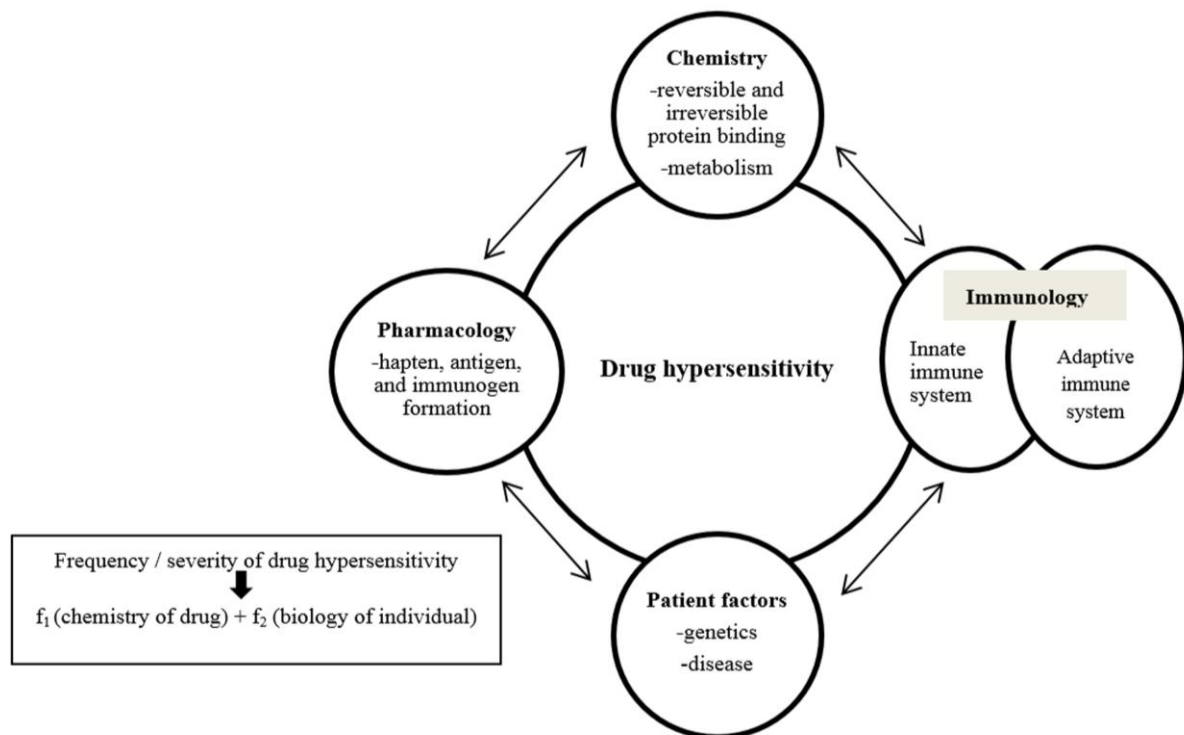 Chemistry
-reversible and
irreversible
protein binding
-metabolism
Immunology
Innate
immune
system
Adaptive
immune
system
Pharmacology
-hapten, antigen,
and immunogen
formation
Drug hypersensitivity
Patient factors
-genetics
-disease
Frequency / severity of drug hypersensitivity
f₁ (chemistry of drug) + f₂ (biology of individual)